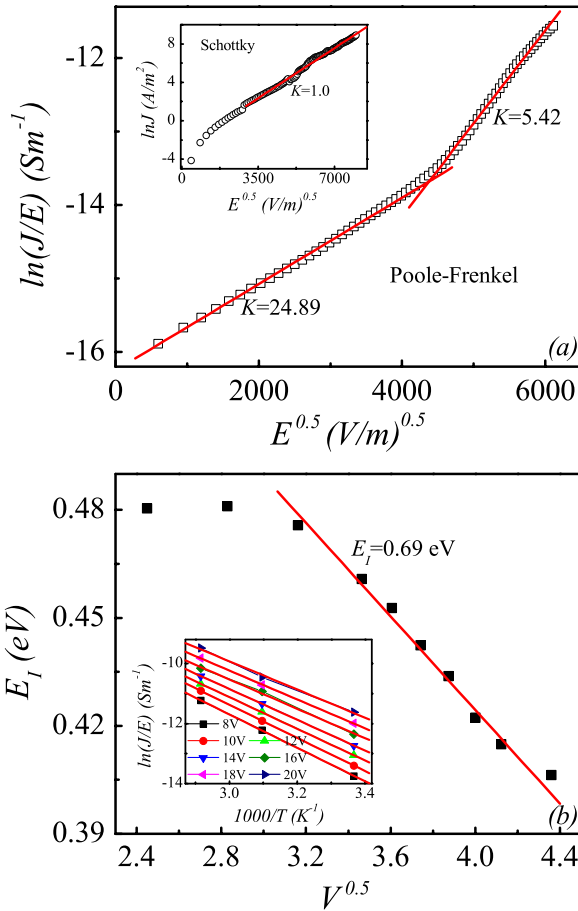 ln(J/E) (Sm⁻¹)
-12
-14
-16
lnJ (A/m²)
8
4
0
-4
Schottky
K=1.0
3500 7000
E^0.5 (V/m)^0.5
K=5.42
K=24.89
Poole-Frenkel
(a)
0 2000 4000 6000
E^0.5 (V/m)^0.5
E_I (eV)
0.48
0.45
0.42
0.39
E_I=0.69 eV
ln(J/E) (Sm⁻¹)
-10
-12
-14
8V
10V 12V
14V 16V
18V 20V
3.0 3.2 3.4
1000/T (K⁻¹)
(b)
2.4 2.8 3.2 3.6 4.0 4.4
V^0.5